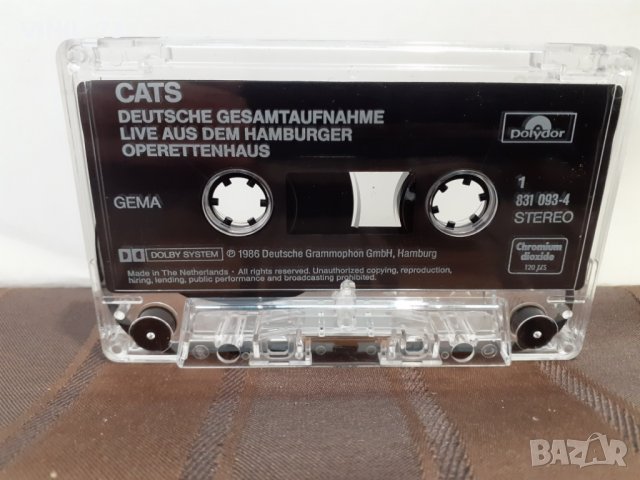 CATS
DEUTSCHE GESAMTAUFNAHME
LIVE AUS DEM HAMBURGER
OPERETTENHAUS
Polydor
GEMA
1
831 093-4
STEREO
DOLBY SYSTEM ℗ 1986 Deutsche Grammophon GmbH, Hamburg
Made in The Netherlands · All rights reserved. Unauthorized copying, reproduction,
hiring, lending, public performance and broadcasting prohibited.
Chromium
dioxide
120 µS
BAZAR